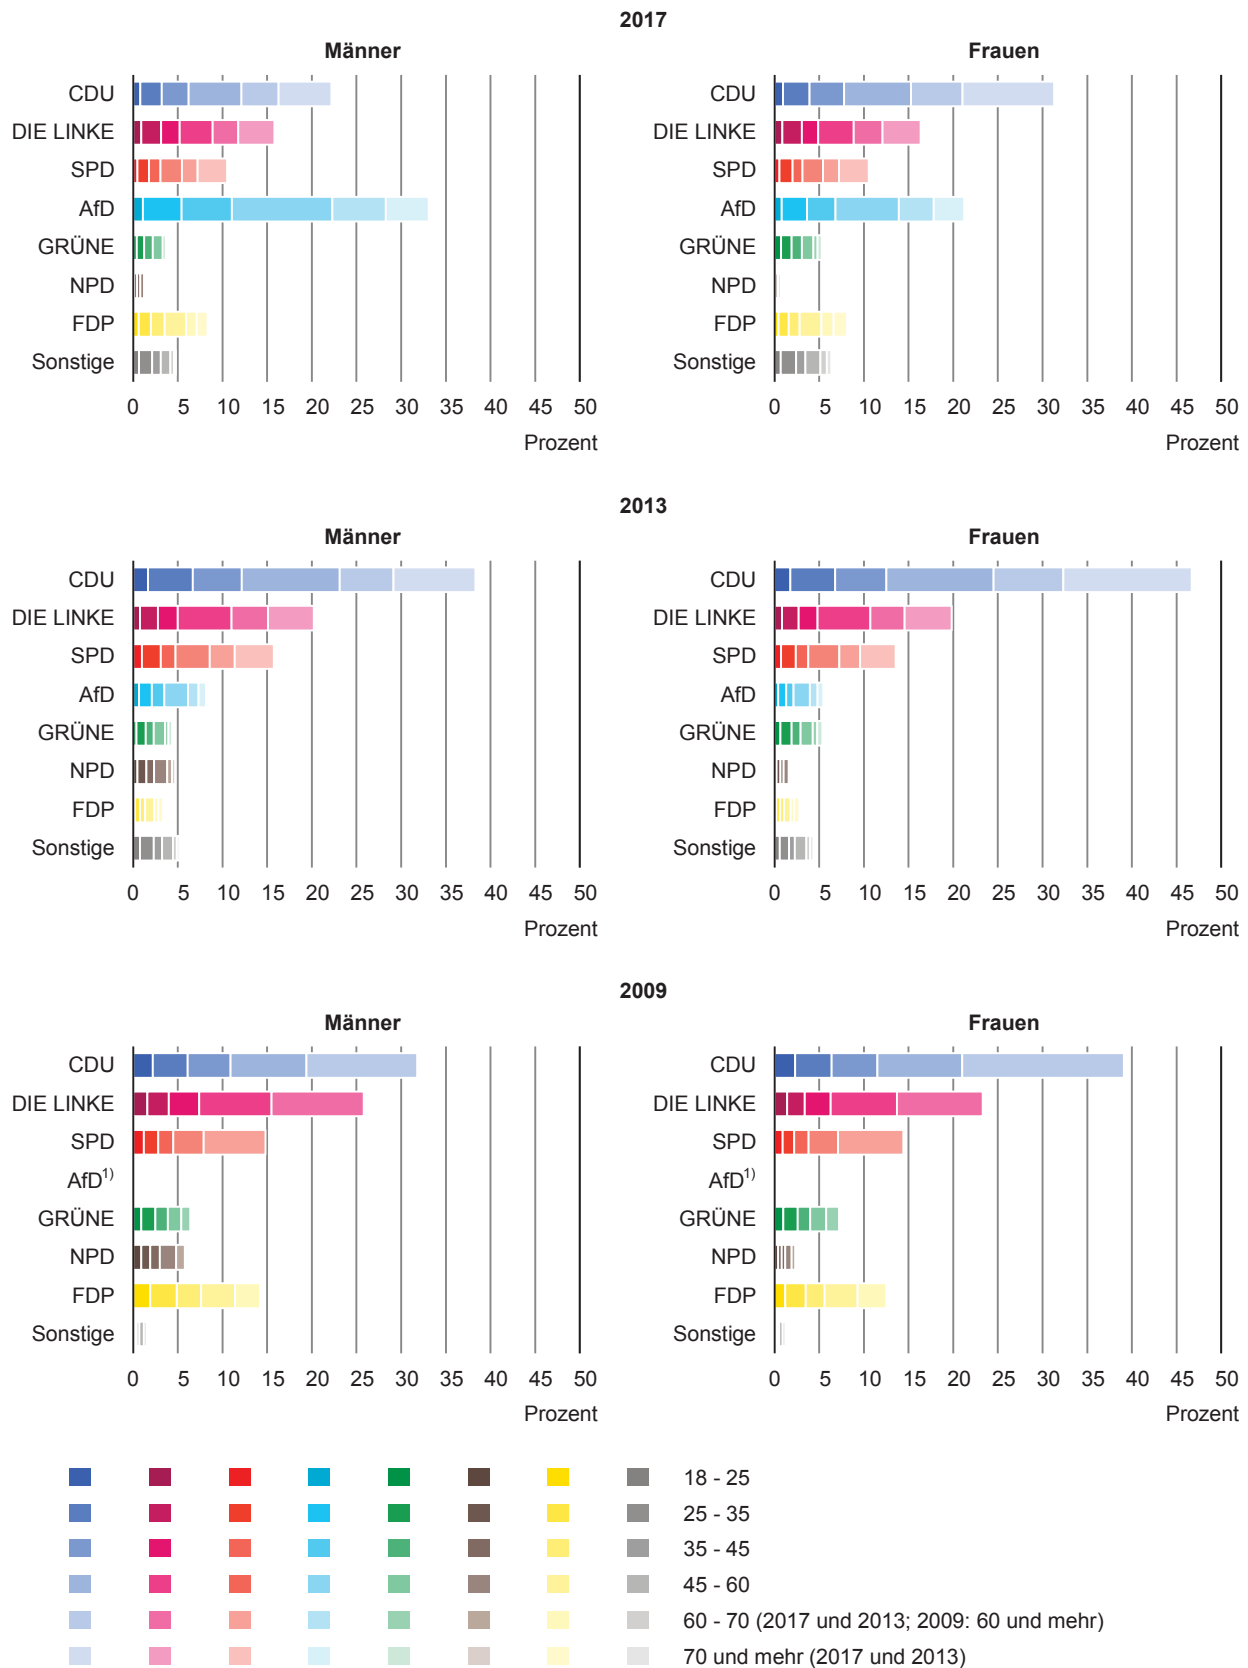 2017
Männer Frauen
CDU CDU
DIE LINKE DIE LINKE
SPD SPD
AfD AfD
GRÜNE GRÜNE
NPD NPD
FDP FDP
Sonstige Sonstige
0 5 10 15 20 25 30 35 40 45 50 0 5 10 15 20 25 30 35 40 45 50
Prozent Prozent
2013
Männer Frauen
CDU CDU
DIE LINKE DIE LINKE
SPD SPD
AfD AfD
GRÜNE GRÜNE
NPD NPD
FDP FDP
Sonstige Sonstige
0 5 10 15 20 25 30 35 40 45 50 0 5 10 15 20 25 30 35 40 45 50
Prozent Prozent
2009
Männer Frauen
CDU CDU
DIE LINKE DIE LINKE
SPD SPD
AfD1) AfD1)
GRÜNE GRÜNE
NPD NPD
FDP FDP
Sonstige Sonstige
0 5 10 15 20 25 30 35 40 45 50 0 5 10 15 20 25 30 35 40 45 50
Prozent Prozent
18 - 25
25 - 35
35 - 45
45 - 60
60 - 70 (2017 und 2013; 2009: 60 und mehr)
70 und mehr (2017 und 2013)